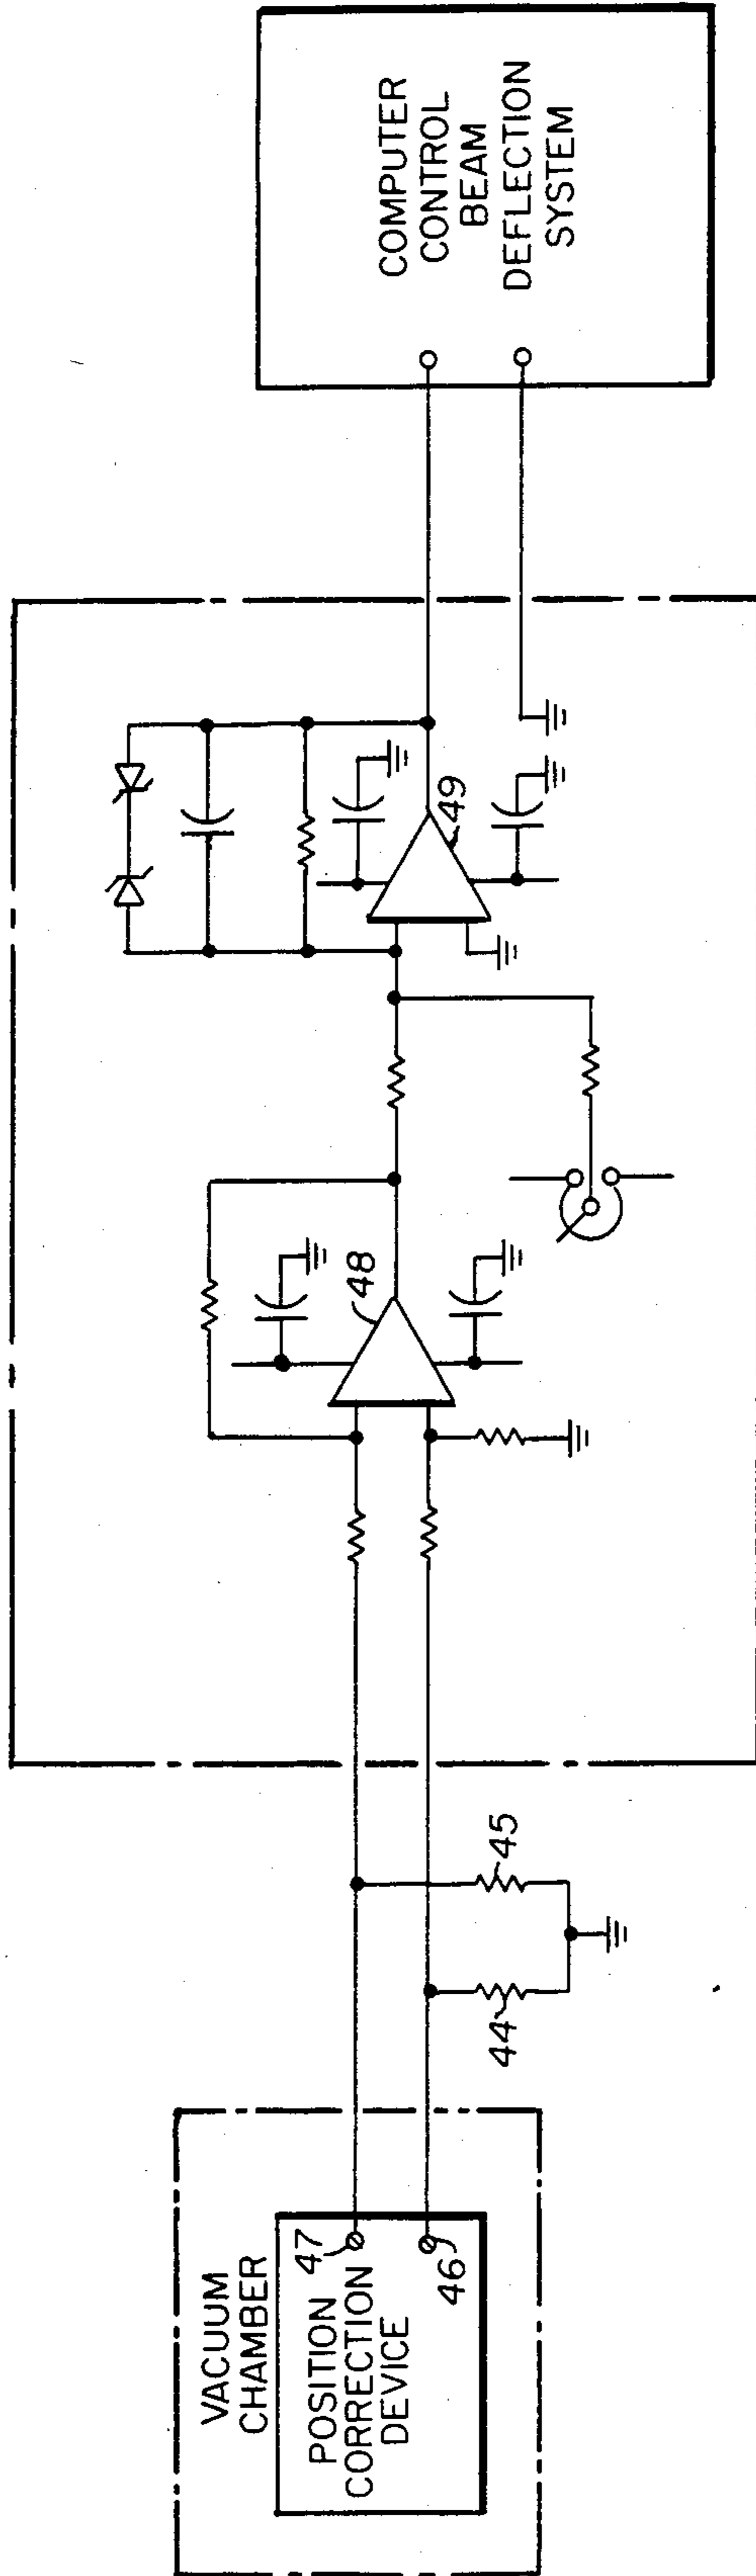 VACUUM
CHAMBER
POSITION
CORRECTION
DEVICE
47
46
44
45
48
49
COMPUTER
CONTROL
BEAM
DEFLECTION
SYSTEM